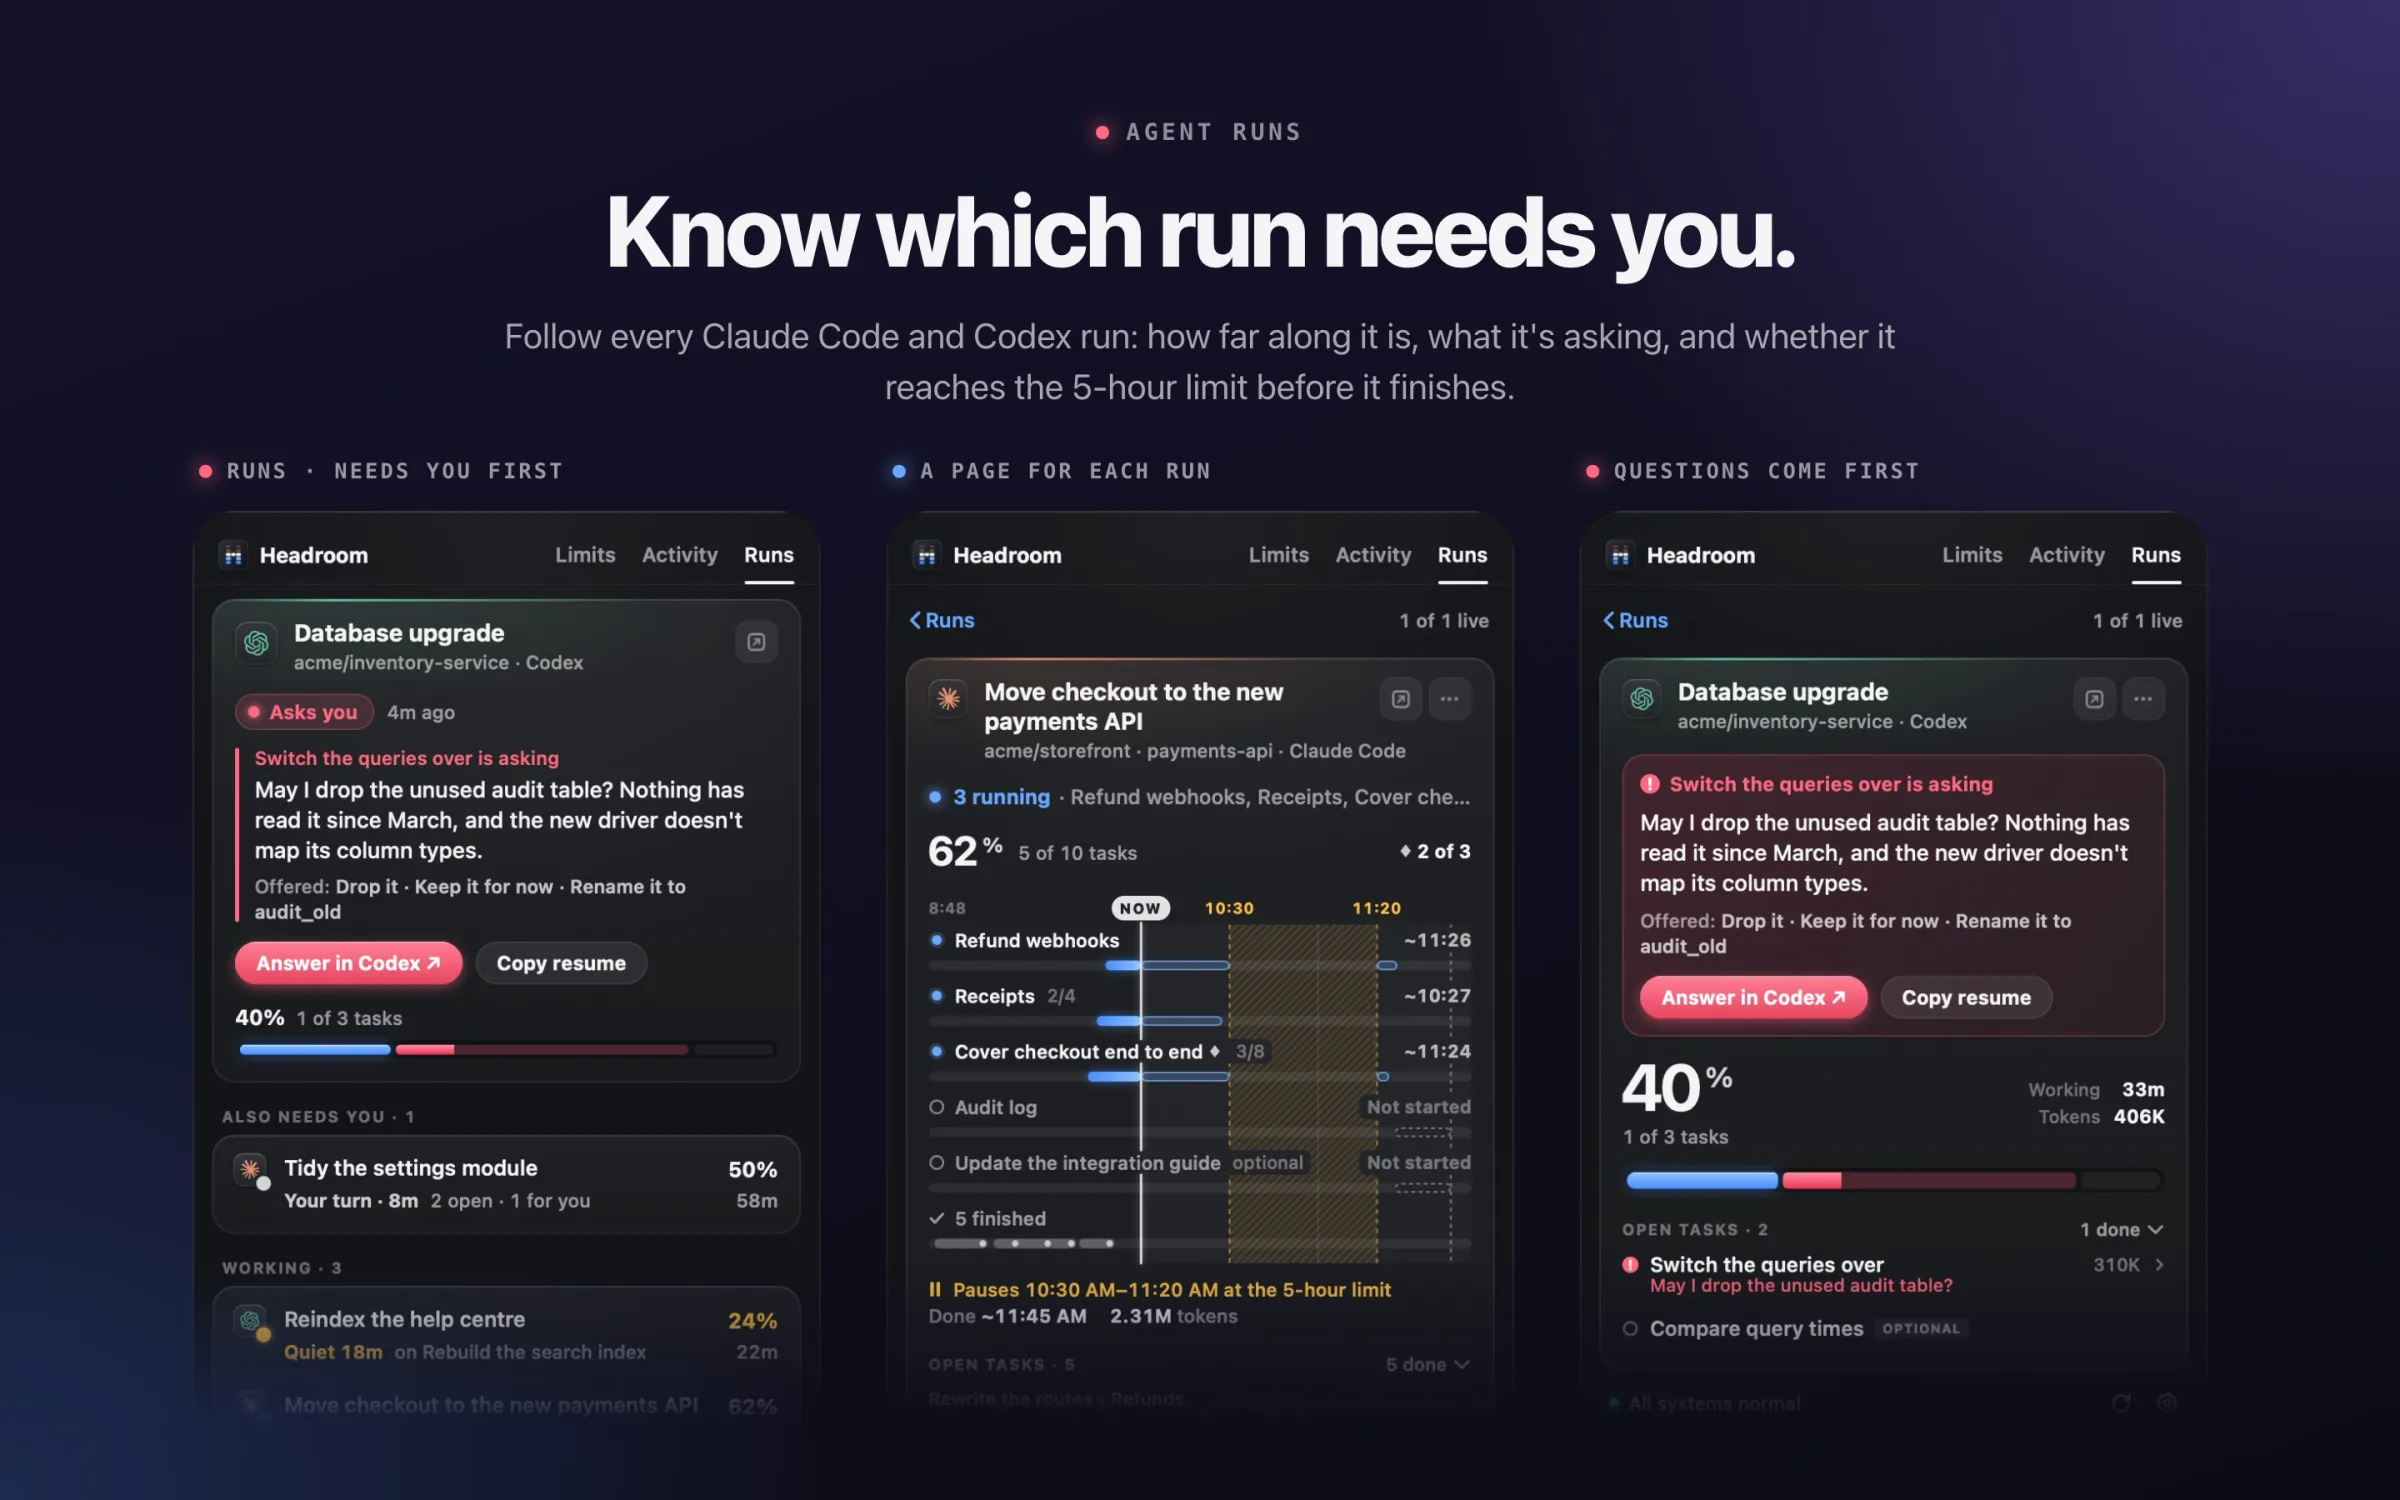 AGENT RUNS
Know which run needs you.
Follow every Claude Code and Codex run: how far along it is, what it's asking, and whether it
reaches the 5-hour limit before it finishes.
RUNS · NEEDS YOU FIRST
Headroom Limits Activity Runs
Database upgrade
acme/inventory-service · Codex
Asks you 4m ago
Switch the queries over is asking
May I drop the unused audit table? Nothing has
read it since March, and the new driver doesn't
map its column types.
Offered: Drop it · Keep it for now · Rename it to
audit_old
Answer in Codex ↗ Copy resume
40% 1 of 3 tasks
ALSO NEEDS YOU · 1
Tidy the settings module 50%
Your turn · 8m 2 open · 1 for you 58m
WORKING · 3
Reindex the help centre 24%
Quiet 18m on Rebuild the search index 22m
Move checkout to the new payments API 62%
A PAGE FOR EACH RUN
Headroom Limits Activity Runs
Runs 1 of 1 live
Move checkout to the new
payments API
acme/storefront · payments-api · Claude Code
3 running · Refund webhooks, Receipts, Cover che...
62% 5 of 10 tasks ♦ 2 of 3
8:48 NOW 10:30 11:20
Refund webhooks ~11:26
Receipts 2/4 ~10:27
Cover checkout end to end ♦ 3/8 ~11:24
Audit log Not started
Update the integration guide optional Not started
5 finished
Pauses 10:30 AM–11:20 AM at the 5-hour limit
Done ~11:45 AM 2.31M tokens
OPEN TASKS · 5 5 done
Rewrite the routes › Refunds
QUESTIONS COME FIRST
Headroom Limits Activity Runs
Runs 1 of 1 live
Database upgrade
acme/inventory-service · Codex
Switch the queries over is asking
May I drop the unused audit table? Nothing has
read it since March, and the new driver doesn't
map its column types.
Offered: Drop it · Keep it for now · Rename it to
audit_old
Answer in Codex ↗ Copy resume
40% Working 33m
Tokens 406K
1 of 3 tasks
OPEN TASKS · 2 1 done
Switch the queries over 310K
May I drop the unused audit table?
Compare query times OPTIONAL
All systems normal